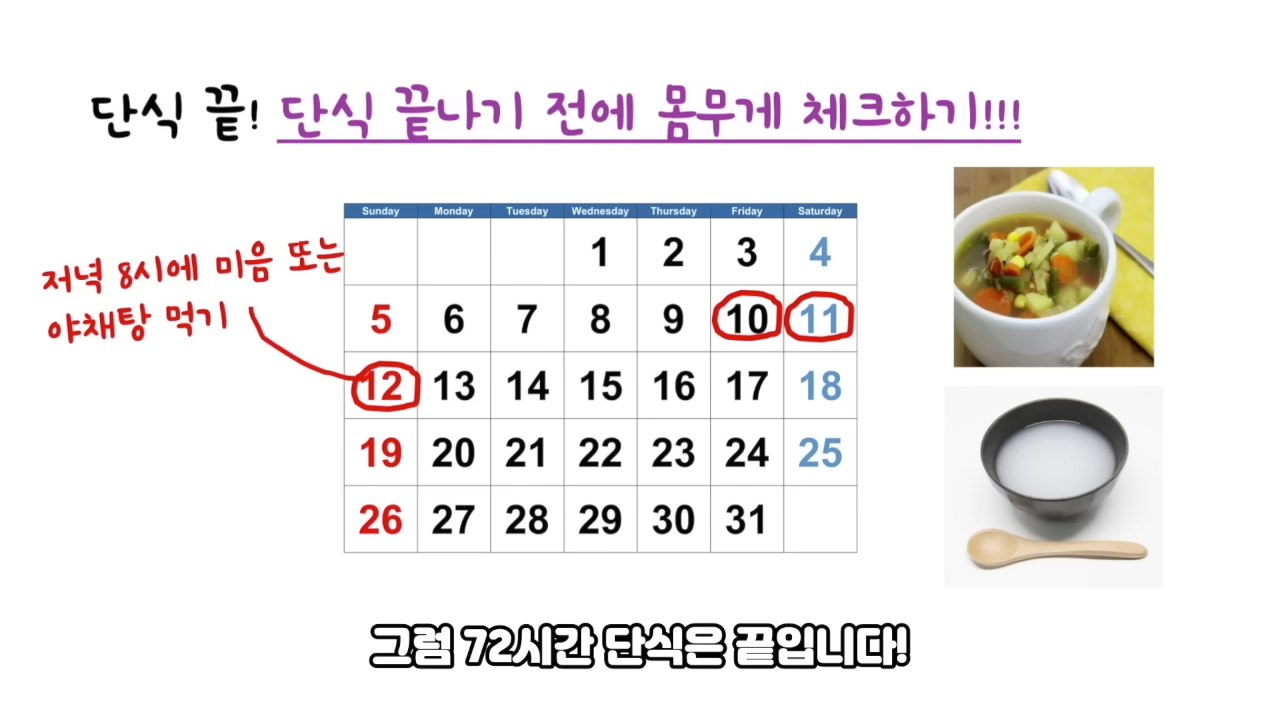 단식 끝! 단식 끝나기 전에 몸무게 체크하기!!!
저녁 8시에 미음 또는
야채탕 먹기
Sunday Monday Tuesday Wednesday Thursday Friday Saturday
1 2 3 4
5 6 7 8 9 10 11
12 13 14 15 16 17 18
19 20 21 22 23 24 25
26 27 28 29 30 31
그럼 72시간 단식은 끝입니다!